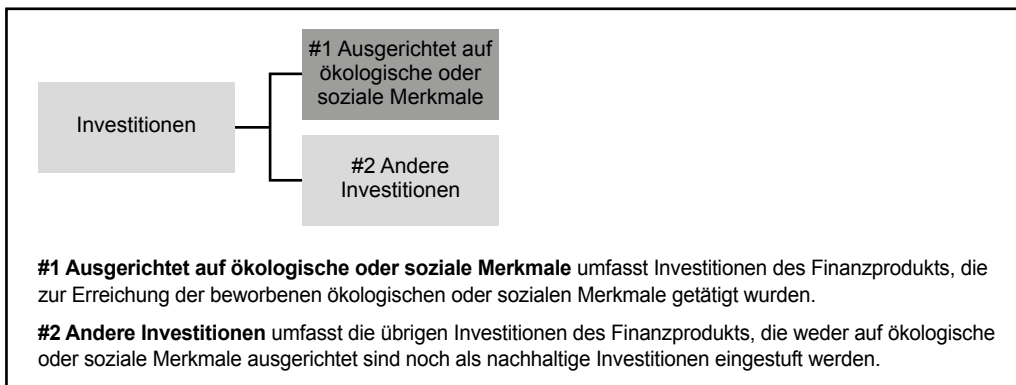 #1 Ausgerichtet auf
ökologische oder
soziale Merkmale
Investitionen
#2 Andere
Investitionen
#1 Ausgerichtet auf ökologische oder soziale Merkmale umfasst Investitionen des Finanzprodukts, die
zur Erreichung der beworbenen ökologischen oder sozialen Merkmale getätigt wurden.
#2 Andere Investitionen umfasst die übrigen Investitionen des Finanzprodukts, die weder auf ökologische
oder soziale Merkmale ausgerichtet sind noch als nachhaltige Investitionen eingestuft werden.